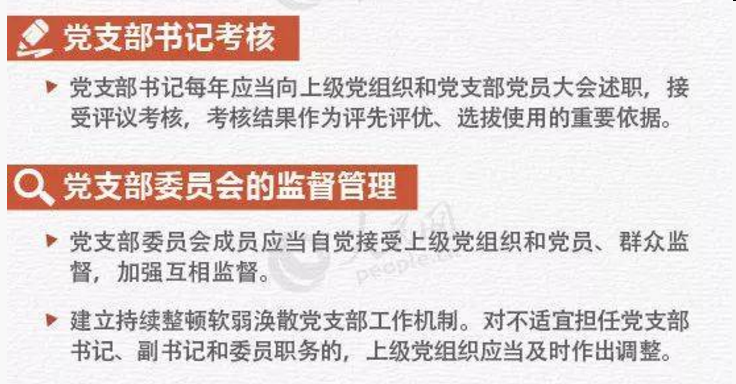 党支部书记考核
党支部书记每年应当向上级党组织和党支部党员大会述职，接
受评议考核，考核结果作为评先评优、选拔使用的重要依据。
党支部委员会的监督管理
党支部委员会成员应当自觉接受上级党组织和党员、群众监
督，加强互相监督。
人民网
people.cn
建立持续整顿软弱涣散党支部工作机制。对不适宜担任党支部
书记、副书记和委员职务的，上级党组织应当及时作出调整。